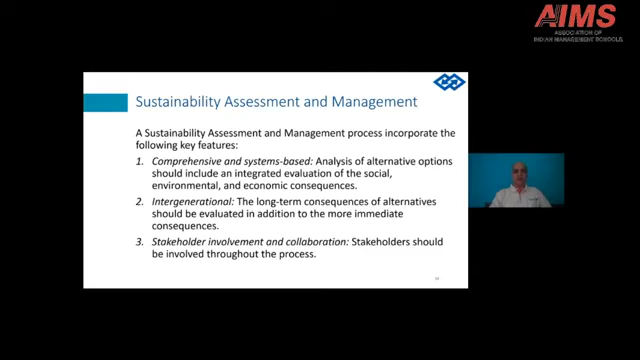 AIMS
ASSOCIATION OF
INDIAN MANAGEMENT SCHOOLS
Sustainability Assessment and Management
A Sustainability Assessment and Management process incorporate the
following key features:
1. Comprehensive and systems-based: Analysis of alternative options
should include an integrated evaluation of the social,
environmental, and economic consequences.
2. Intergenerational: The long-term consequences of alternatives
should be evaluated in addition to the more immediate
consequences.
3. Stakeholder involvement and collaboration: Stakeholders should
be involved throughout the process.